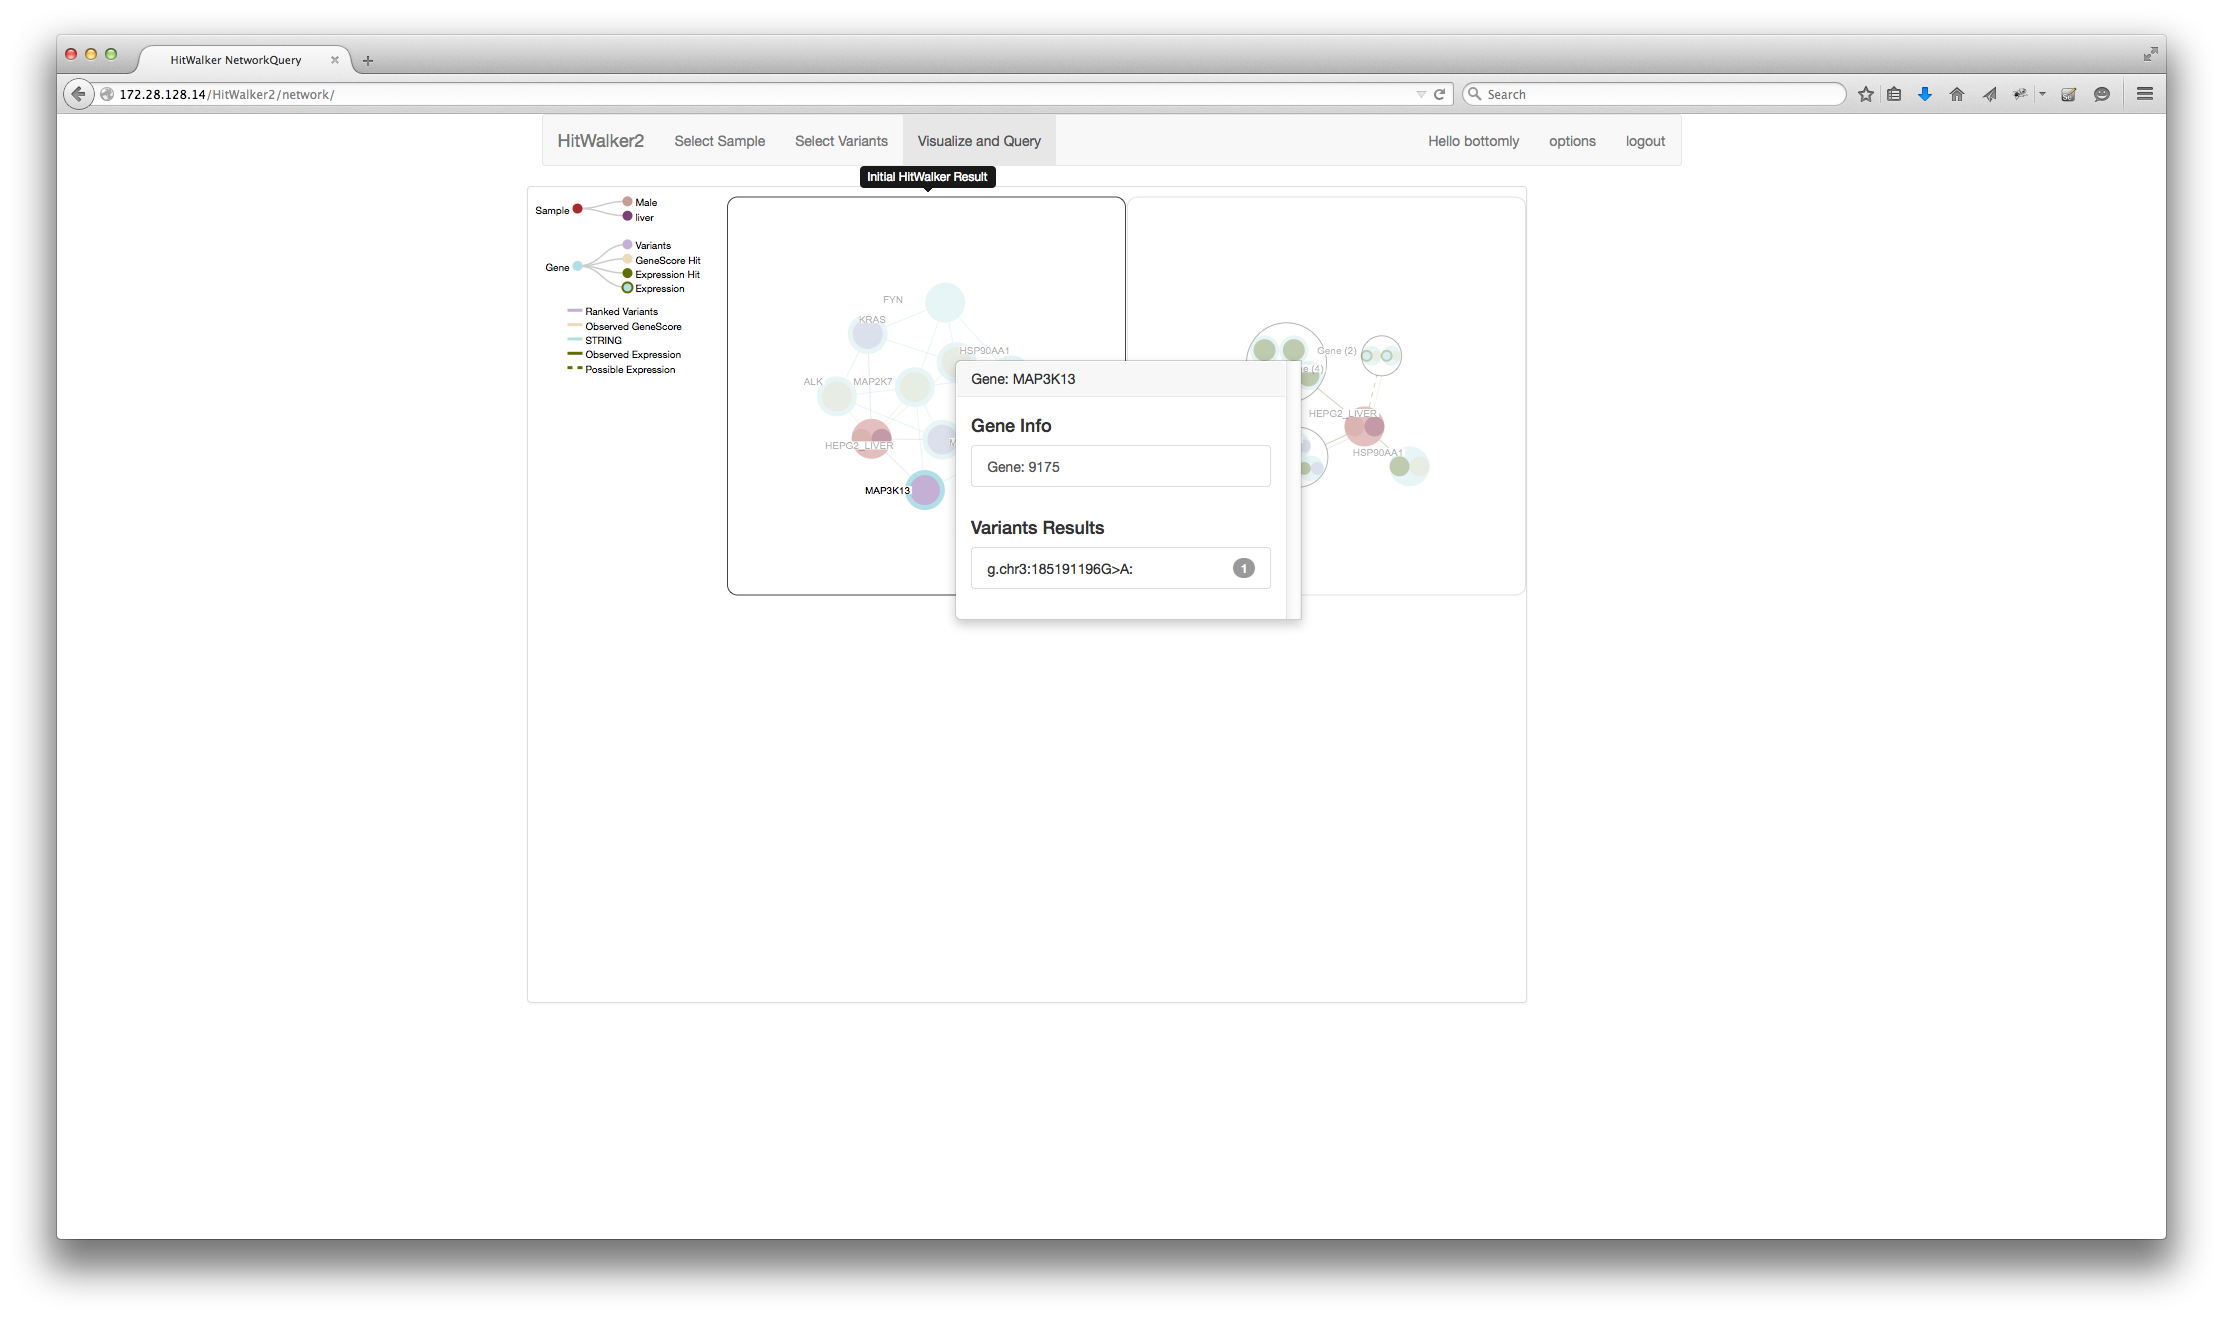 HitWalker NetworkQuery
172.28.128.14/HitWalker2/network/
Search
HitWalker2 Select Sample Select Variants Visualize and Query Hello bottomly options logout
Initial HitWalker Result
Sample
Male
liver
Gene
Variants
GeneScore Hit
Expression Hit
Expression
Ranked Variants
Observed GeneScore
STRING
Observed Expression
Possible Expression
FYN
KRAS
HSP90AA1
ALK
MAP2K7
HEPG2_LIVER
MAP3K13
Gene: MAP3K13
Gene Info
Gene: 9175
Variants Results
g.chr3:185191196G>A: 1
Gene (2)
(4)
HEPG2_LIVER
HSP90AA1